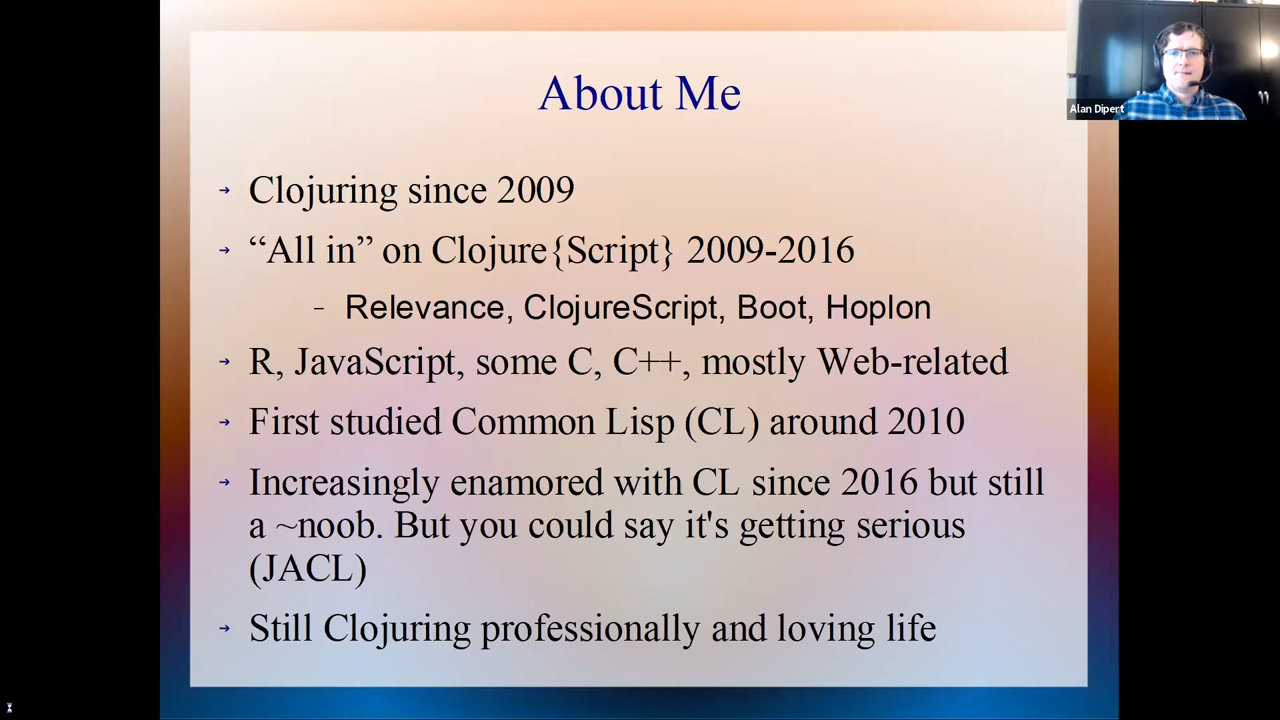 About Me
Alan Dipert
→ Clojuring since 2009
→ “All in” on Clojure{Script} 2009-2016
– Relevance, ClojureScript, Boot, Hoplon
→ R, JavaScript, some C, C++, mostly Web-related
→ First studied Common Lisp (CL) around 2010
→ Increasingly enamored with CL since 2016 but still
a ~noob. But you could say it's getting serious
(JACL)
→ Still Clojuring professionally and loving life